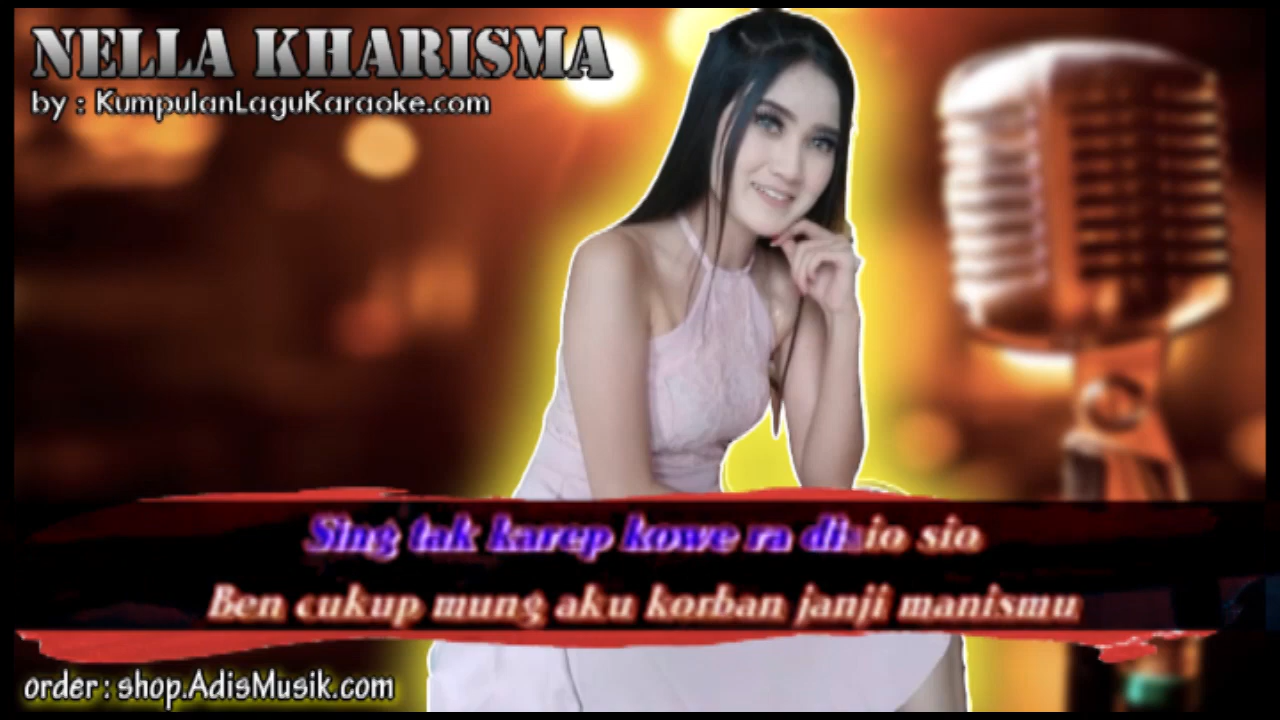 NELLA KHARISMA
by : KumpulanLaguKaraoke.com
Sing tak karep kowe ra disio sio
Ben cukup mung aku korban janji manismu
order : shop.AdisMusik.com